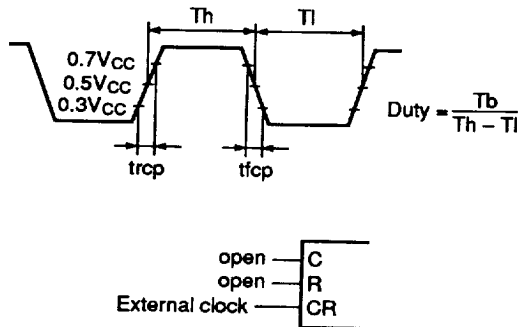 Th Tl
0.7VCC
0.5VCC
0.3VCC
Duty = Tb / Th – Tl
trcp tfcp
open C
open R
External clock CR